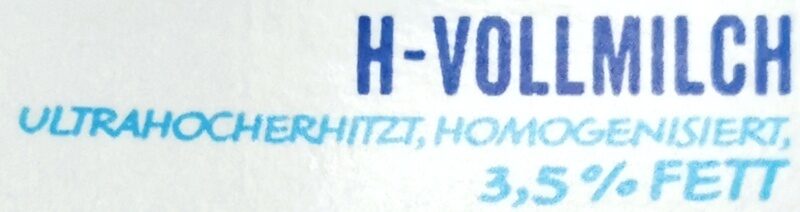 H-VOLLMILCH
ULTRAHOCHERHITZT, HOMOGENISIERT,
3,5% FETT